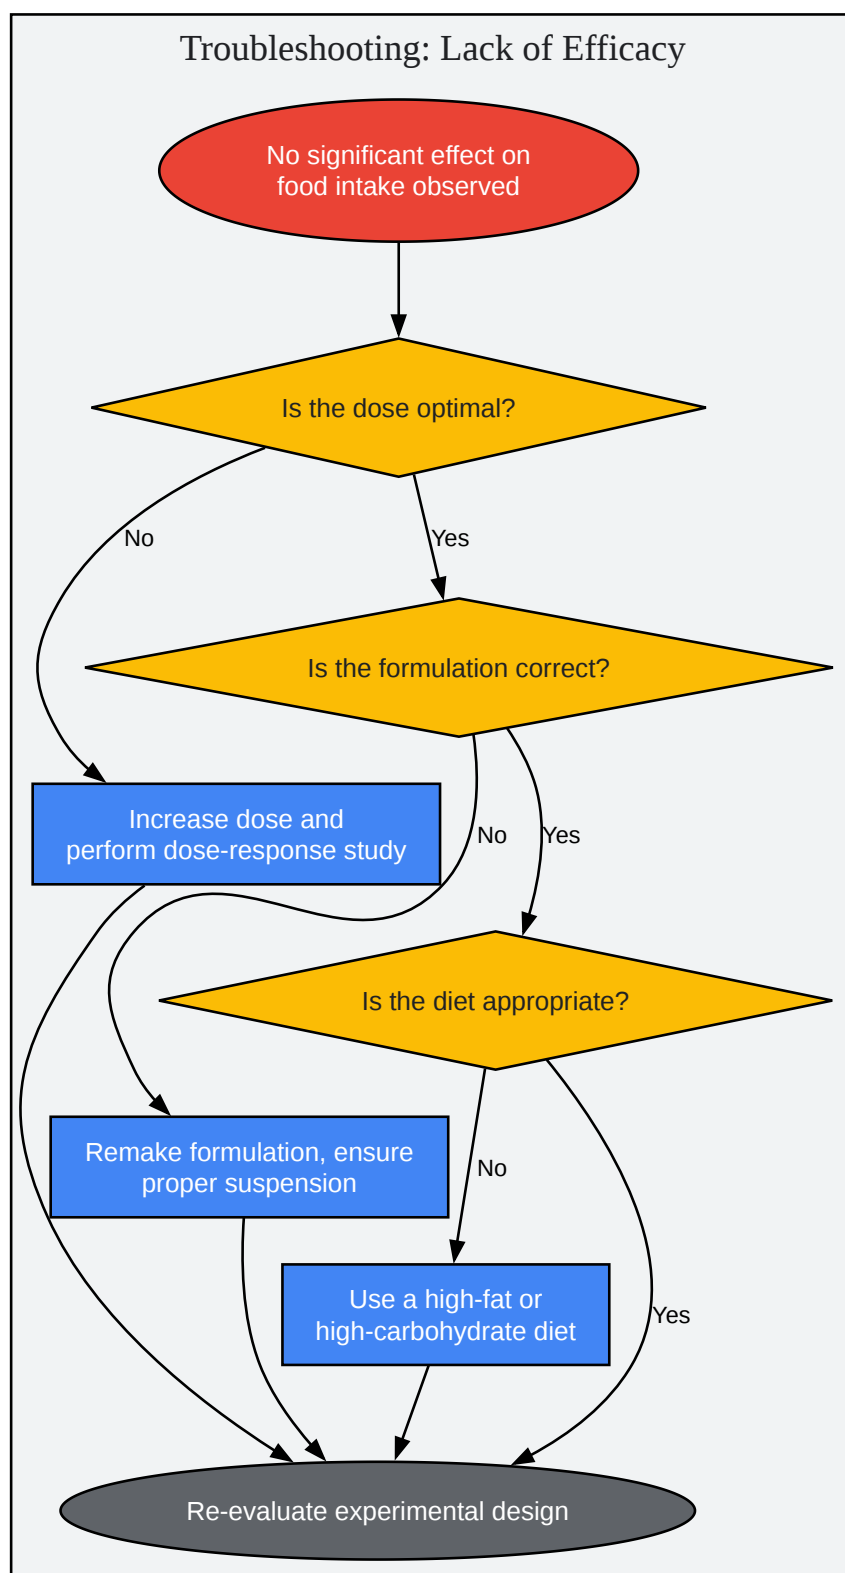 Troubleshooting: Lack of Efficacy
No significant effect on
food intake observed
Is the dose optimal?
No
Yes
Is the formulation correct?
Increase dose and
perform dose-response study
No
Yes
Is the diet appropriate?
Remake formulation, ensure
proper suspension
No
Use a high-fat or
high-carbohydrate diet
Yes
Re-evaluate experimental design